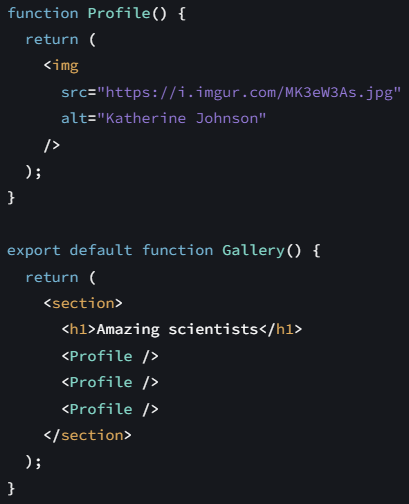 function Profile() {
  return (
    <img
      src="https://i.imgur.com/MK3eW3As.jpg"
      alt="Katherine Johnson"
    />
  );
}

export default function Gallery() {
  return (
    <section>
      <h1>Amazing scientists</h1>
      <Profile />
      <Profile />
      <Profile />
    </section>
  );
}